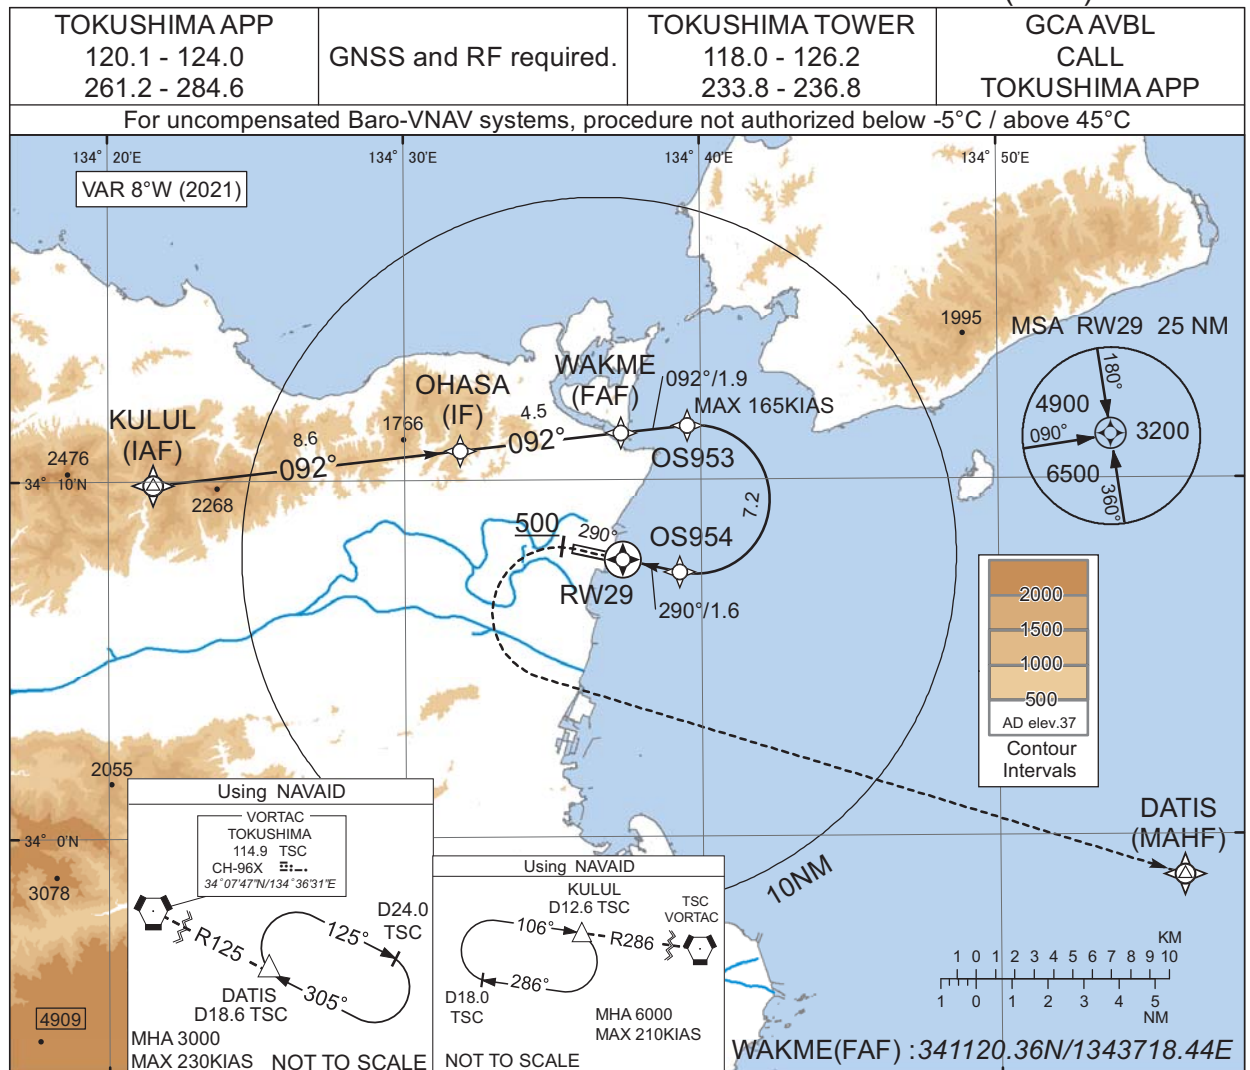 TOKUSHIMA APP
120.1 - 124.0
261.2 - 284.6
GNSS and RF required.
TOKUSHIMA TOWER
118.0 - 126.2
233.8 - 236.8
GCA AVBL
CALL
TOKUSHIMA APP
For uncompensated Baro-VNAV systems, procedure not authorized below -5°C / above 45°C
134° 20'E
134° 30'E
134° 40'E
134° 50'E
VAR 8°W (2021)
1995
MSA RW29 25 NM
180°
4900
090°
3200
6500
360°
WAKME
(FAF)
092°/1.9
MAX 165KIAS
OHASA
(IF)
KULUL
(IAF)
1766
4.5
092°
8.6
092°
OS953
2476
34° 10'N
2268
7.2
500
290°
OS954
RW29
290°/1.6
2000
1500
1000
500
AD elev.37
Contour
Intervals
2055
34° 0'N
3078
4909
10NM
DATIS
(MAHF)
Using NAVAID
VORTAC
TOKUSHIMA
114.9 TSC
CH-96X
34°07'47"N/134°36'31"E
R125
125°
D24.0
TSC
305°
DATIS
D18.6 TSC
MHA 3000
MAX 230KIAS
NOT TO SCALE
Using NAVAID
KULUL
D12.6 TSC
TSC
VORTAC
106°
R286
286°
D18.0
TSC
MHA 6000
MAX 210KIAS
NOT TO SCALE
KM
1 0 1 2 3 4 5 6 7 8 9 10
1 0 1 2 3 4 5
NM
WAKME(FAF) :341120.36N/1343718.44E